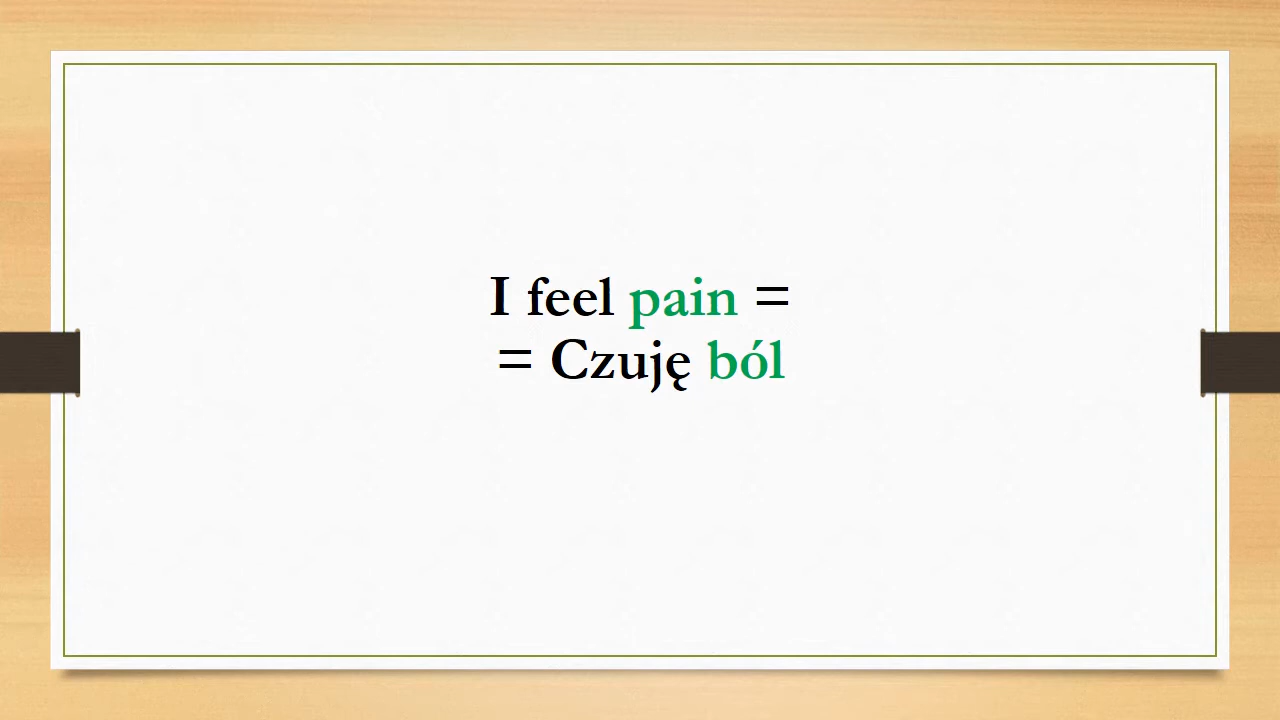 I feel pain =
= Czuję ból